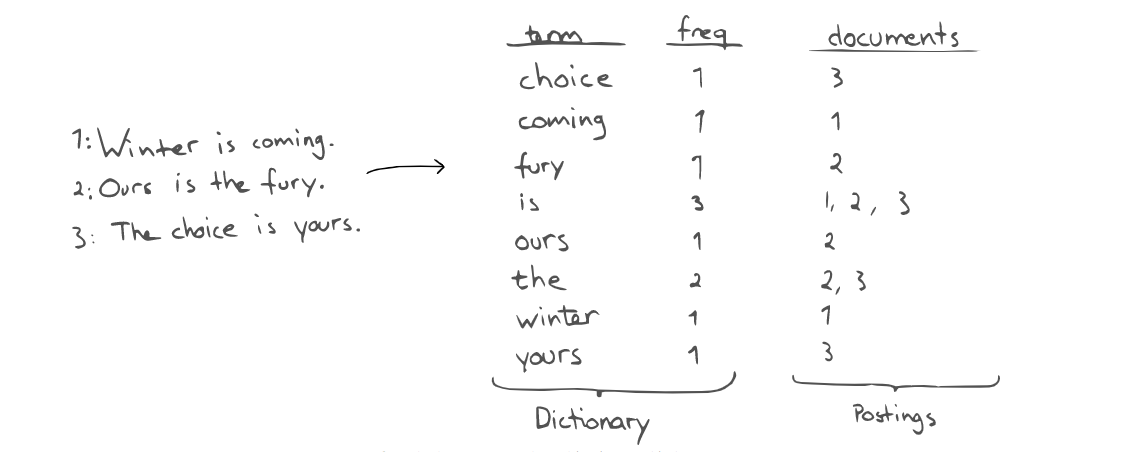 1: Winter is coming.
2: Ours is the fury.
3: The choice is yours.
term freq documents
choice 1 3
coming 1 1
fury 1 2
is 3 1, 2, 3
ours 1 2
the 2 2, 3
winter 1 1
yours 1 3
Dictionary Postings